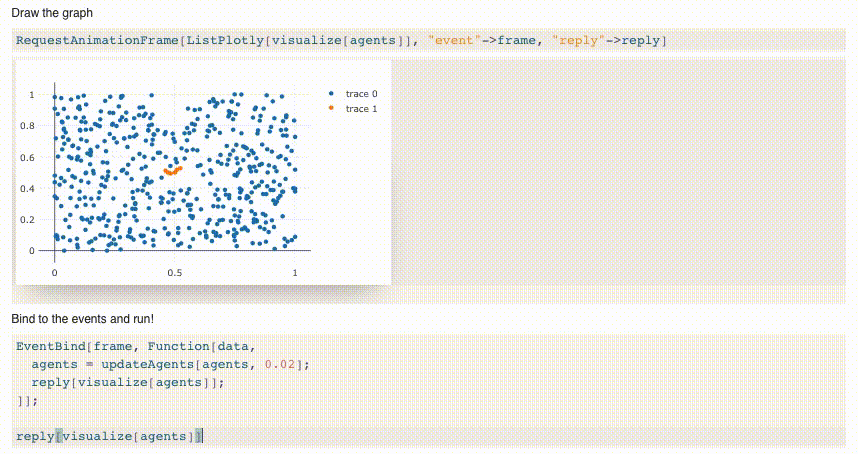 Draw the graph
RequestAnimationFrame[ListPlotly[visualize[agents]], "event"->frame, "reply"->reply]
trace 0
trace 1
1
0.8
0.6
0.4
0.2
0
0 0.5 1
Bind to the events and run!
EventBind[frame, Function[data,
agents = updateAgents[agents, 0.02];
reply[visualize[agents]];
]];
reply[visualize[agents]]